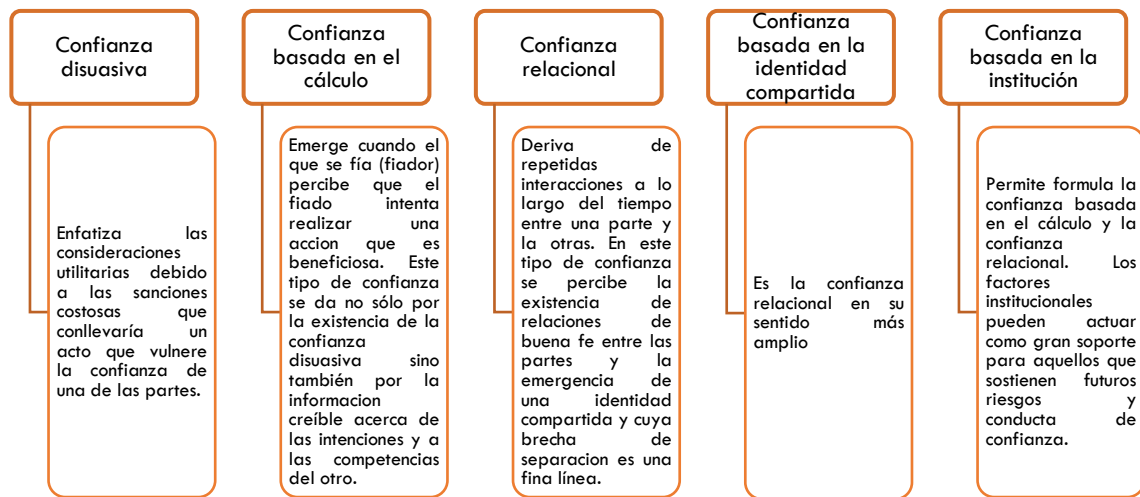 Confianza
disuasiva
Enfatiza las
consideraciones
utilitarias debido
a las sanciones
costosas que
conllevaría un
acto que vulnere
la confianza de
una de las partes.
Confianza
basada en el
cálculo
Emerge cuando el
que se fía (fiador)
percibe que el
fiado intenta
realizar una
accion que es
beneficiosa. Este
tipo de confianza
se da no sólo por
la existencia de la
confianza
disuasiva sino
también por la
informacion
creíble acerca de
las intenciones y a
las competencias
del otro.
Confianza
relacional
Deriva de
repetidas
interacciones a lo
largo del tiempo
entre una parte y
la otras. En este
tipo de confianza
se percibe la
existencia de
relaciones de
buena fe entre las
partes y la
emergencia de
una identidad
compartida y cuya
brecha de
separacion es una
fina línea.
Confianza
basada en la
identidad
compartida
Es la confianza
relacional en su
sentido más
amplio
Confianza
basada en la
institución
Permite formula la
confianza basada
en el cálculo y la
confianza
relacional. Los
factores
institucionales
pueden actuar
como gran soporte
para aquellos que
sostienen futuros
riesgos y
conducta de
confianza.